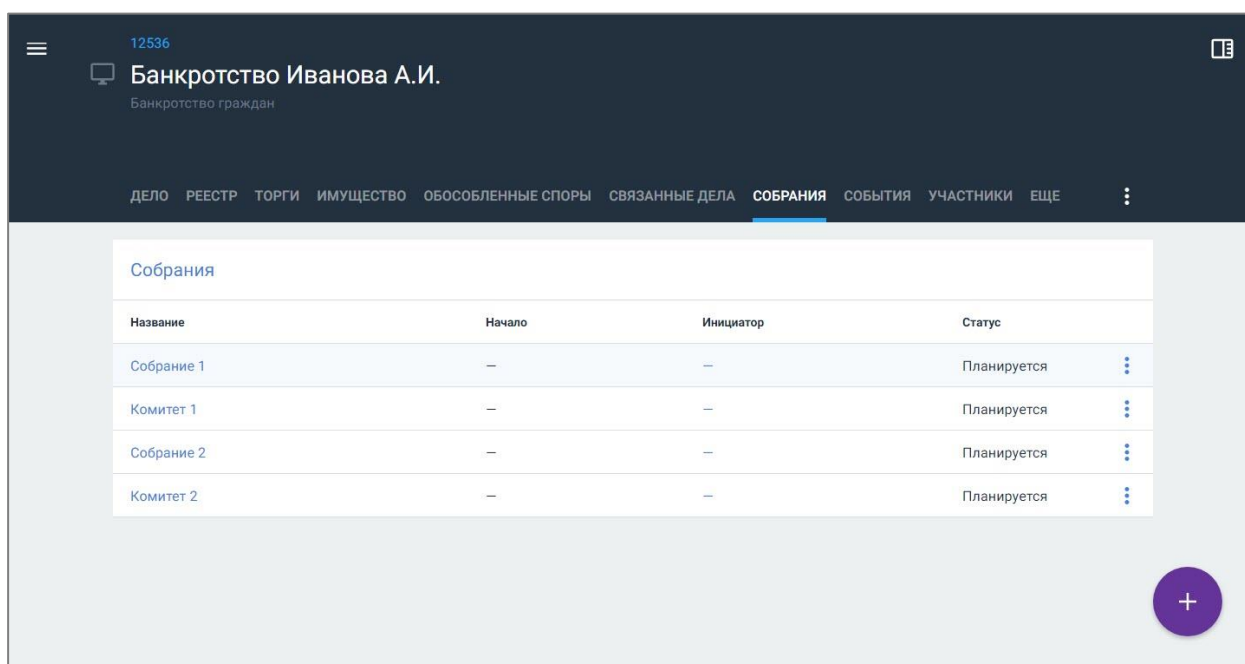 12536
Банкротство Иванова А.И.
Банкротство граждан
ДЕЛО РЕЕСТР ТОРГИ ИМУЩЕСТВО ОБОСОБЛЕННЫЕ СПОРЫ СВЯЗАННЫЕ ДЕЛА СОБРАНИЯ СОБЫТИЯ УЧАСТНИКИ ЕЩЕ
Собрания
Название Начало Инициатор Статус
Собрание 1 — — Планируется
Комитет 1 — — Планируется
Собрание 2 — — Планируется
Комитет 2 — — Планируется